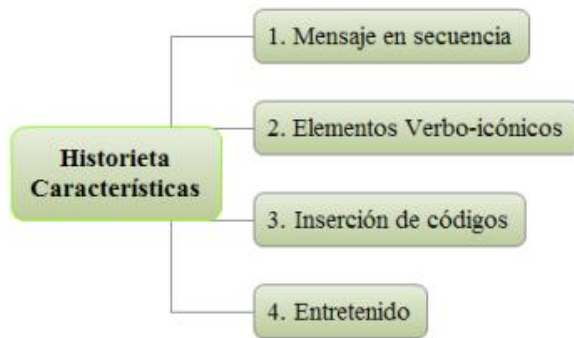 1. Mensaje en secuencia
2. Elementos Verbo-icónicos
Historieta
Características
3. Inserción de códigos
4. Entretenido